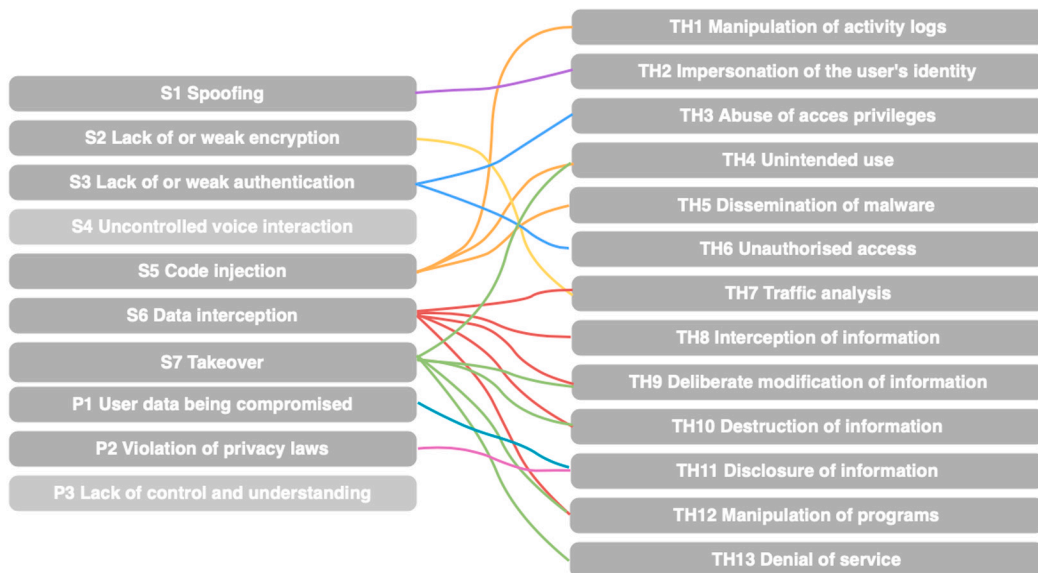 S1 Spoofing
S2 Lack of or weak encryption
S3 Lack of or weak authentication
S4 Uncontrolled voice interaction
S5 Code injection
S6 Data interception
S7 Takeover
P1 User data being compromised
P2 Violation of privacy laws
P3 Lack of control and understanding
TH1 Manipulation of activity logs
TH2 Impersonation of the user's identity
TH3 Abuse of acces privileges
TH4 Unintended use
TH5 Dissemination of malware
TH6 Unauthorised access
TH7 Traffic analysis
TH8 Interception of information
TH9 Deliberate modification of information
TH10 Destruction of information
TH11 Disclosure of information
TH12 Manipulation of programs
TH13 Denial of service